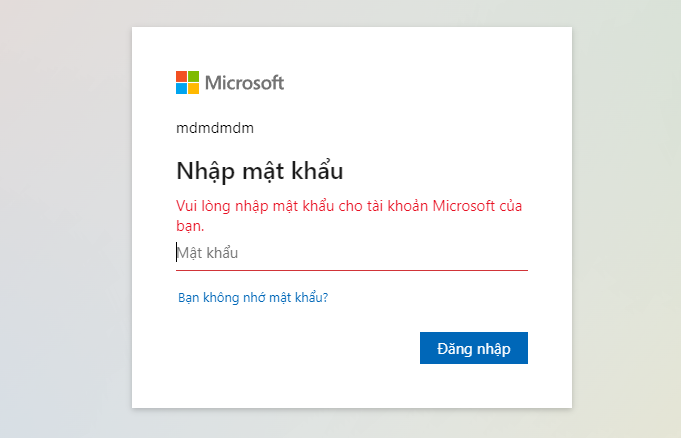 Microsoft
mdmdmdm
Nhập mật khẩu
Vui lòng nhập mật khẩu cho tài khoản Microsoft của
bạn.
Mật khẩu
Bạn không nhớ mật khẩu?
Đăng nhập